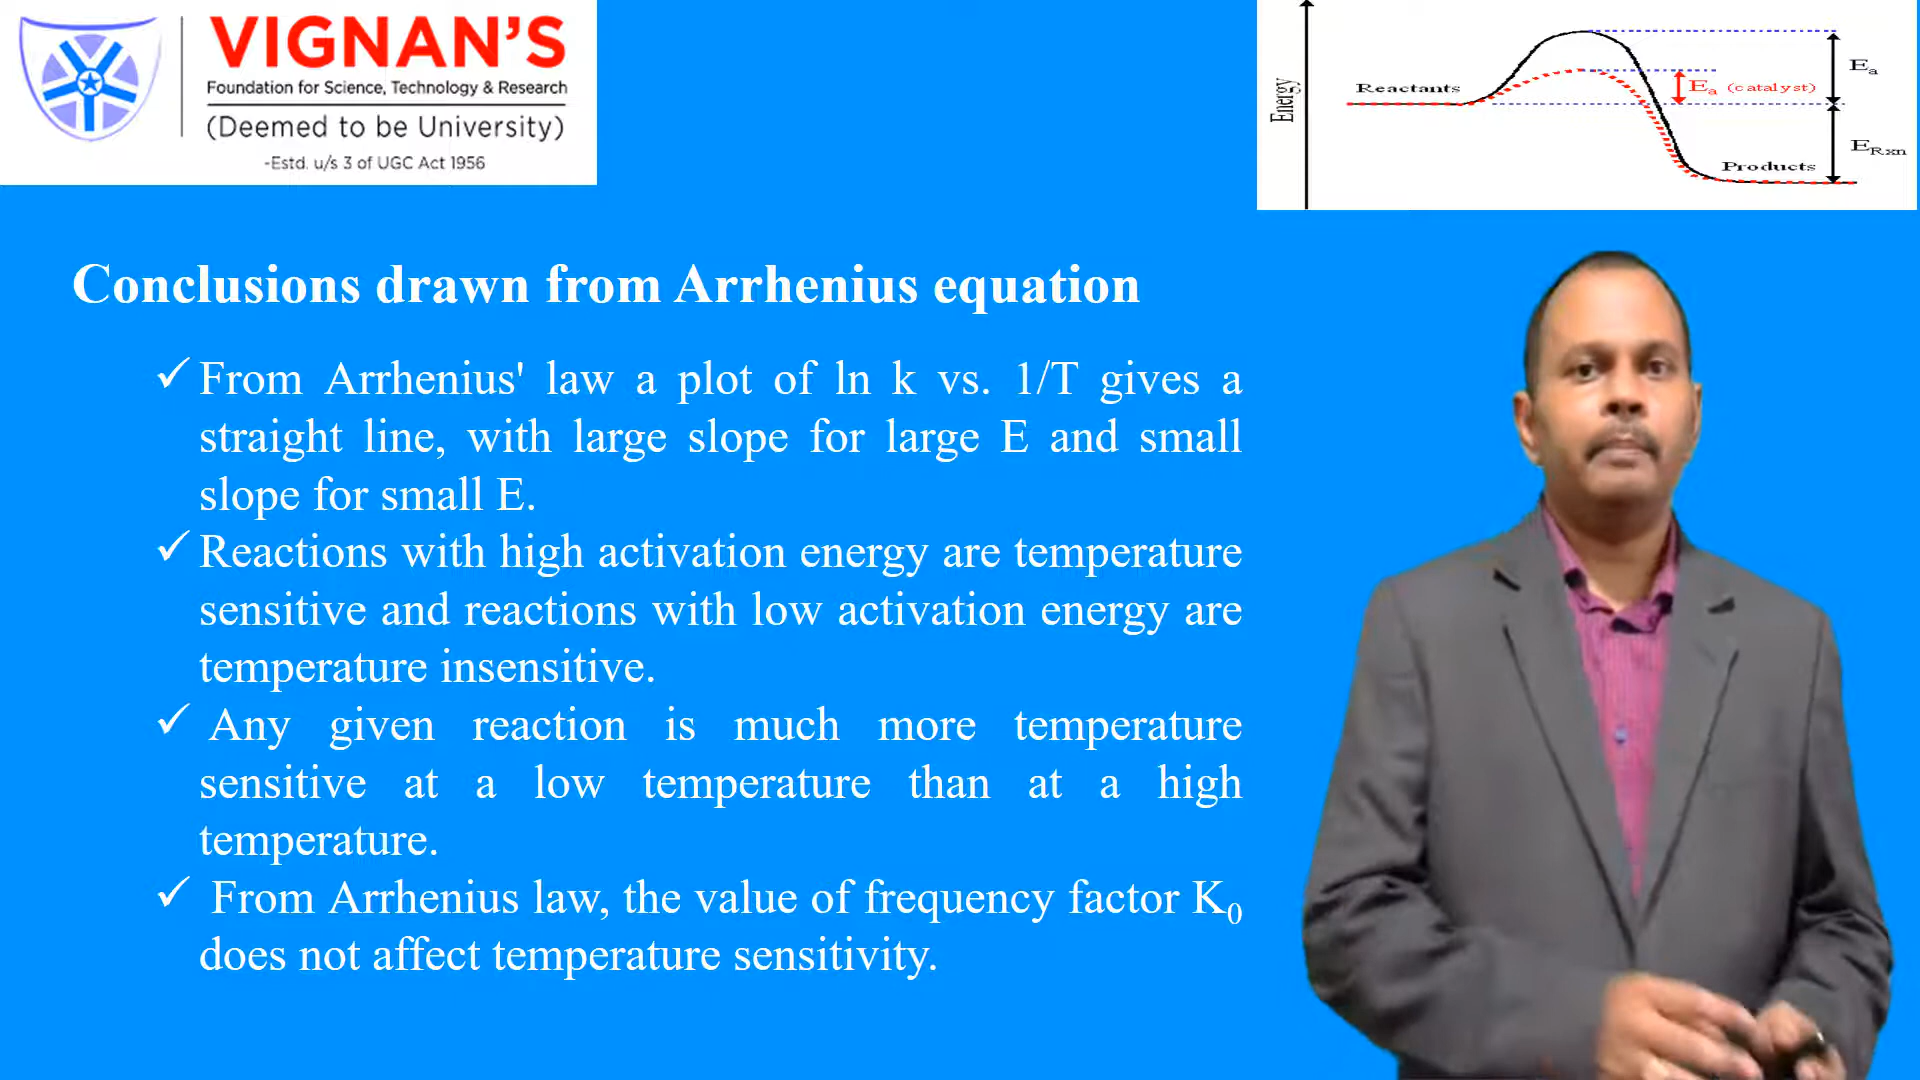 VIGNAN'S
Foundation for Science, Technology & Research
(Deemed to be University)
-Estd. u/s 3 of UGC Act 1956
Energy
Reactants
Ea
Ea (catalyst)
ERxn
Products
Conclusions drawn from Arrhenius equation
✓ From Arrhenius' law a plot of ln k vs. 1/T gives a
straight line, with large slope for large E and small
slope for small E.
✓ Reactions with high activation energy are temperature
sensitive and reactions with low activation energy are
temperature insensitive.
✓ Any given reaction is much more temperature
sensitive at a low temperature than at a high
temperature.
✓ From Arrhenius law, the value of frequency factor K0
does not affect temperature sensitivity.